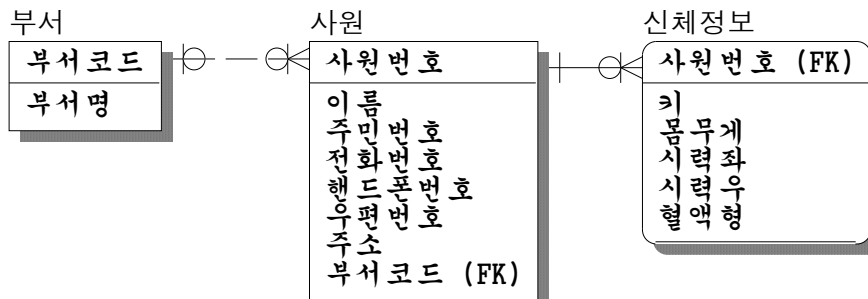 부서
부서코드
부서명
사원
사원번호
이름
주민번호
전화번호
핸드폰번호
우편번호
주소
부서코드 (FK)
신체정보
사원번호 (FK)
키
몸무게
시력좌
시력우
혈액형